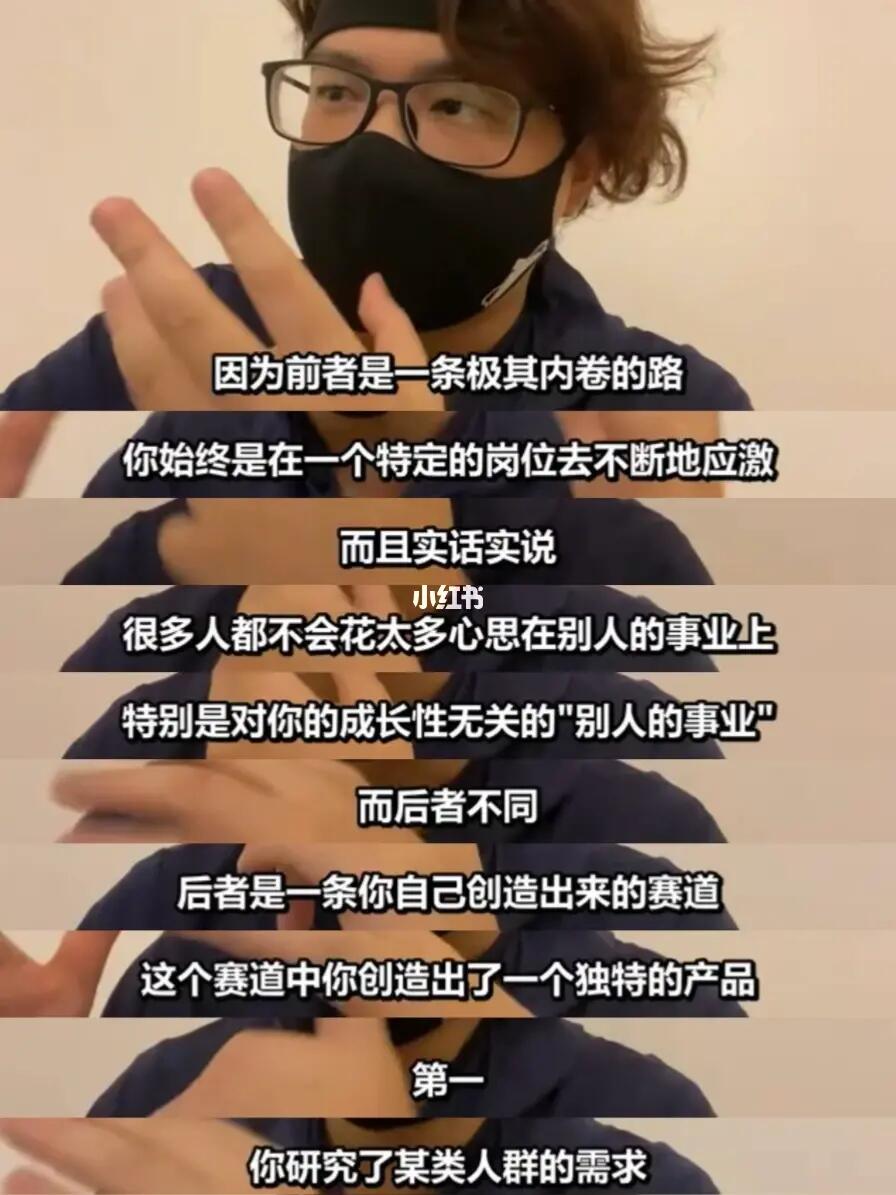 因为前者是一条极其内卷的路
你始终是在一个特定的岗位去不断地应激
而且实话实说
小红书
很多人都不会花太多心思在别人的事业上
特别是对你的成长性无关的"别人的事业"
而后者不同
后者是一条你自己创造出来的赛道
这个赛道中你创造出了一个独特的产品
第一
你研究了某类人群的需求